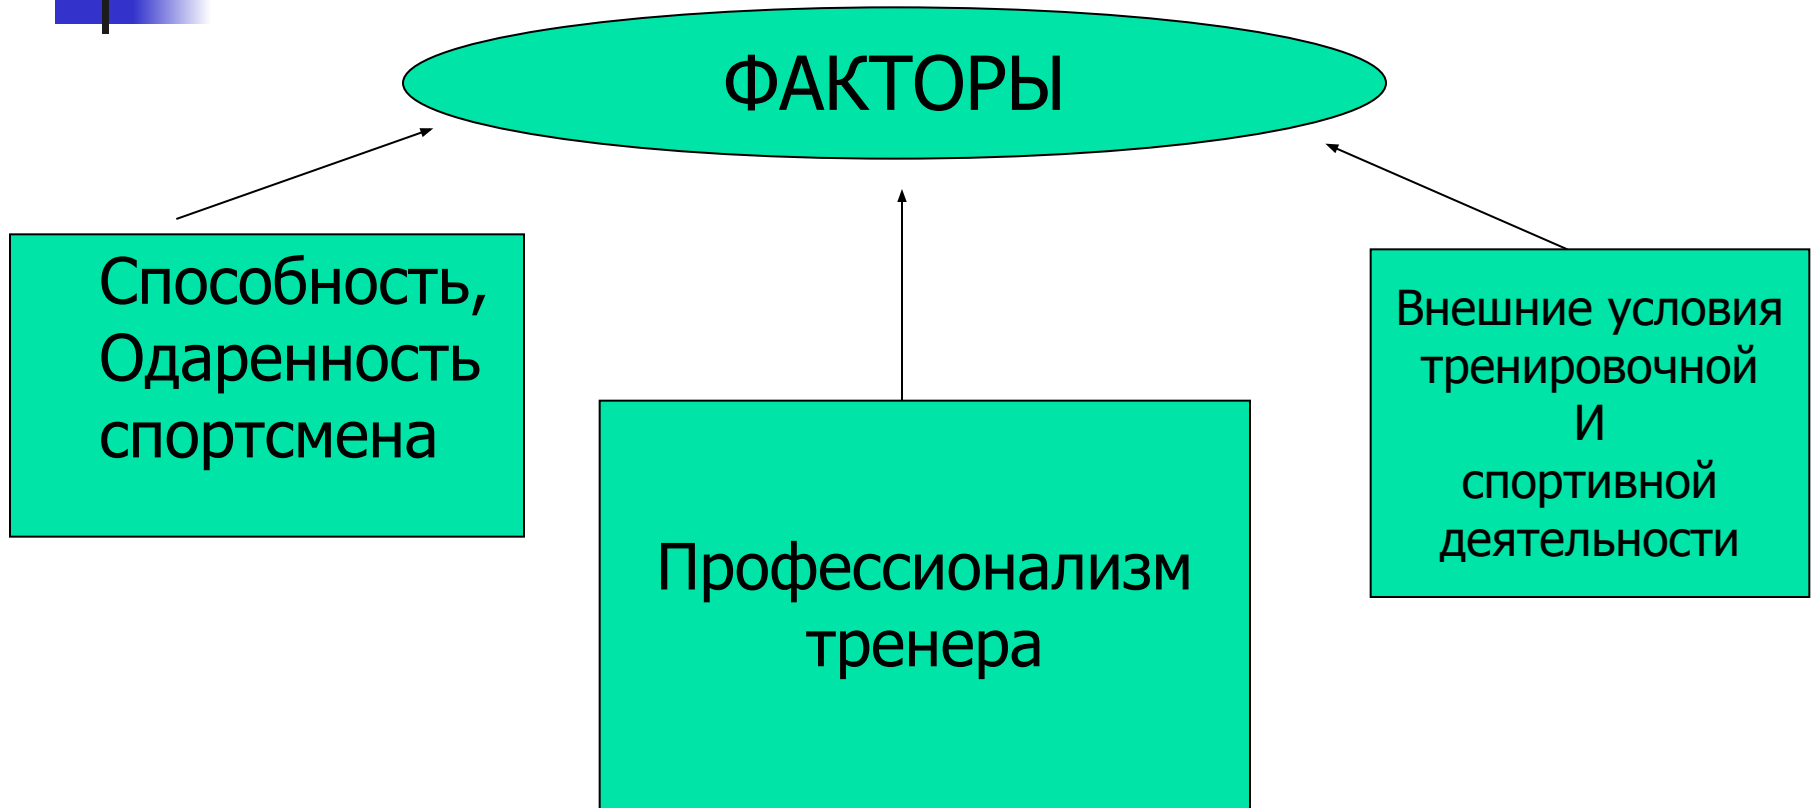 ФАКТОРЫ
Способность,
Одаренность
спортсмена
Профессионализм
тренера
Внешние условия
тренировочной
И
спортивной
деятельности